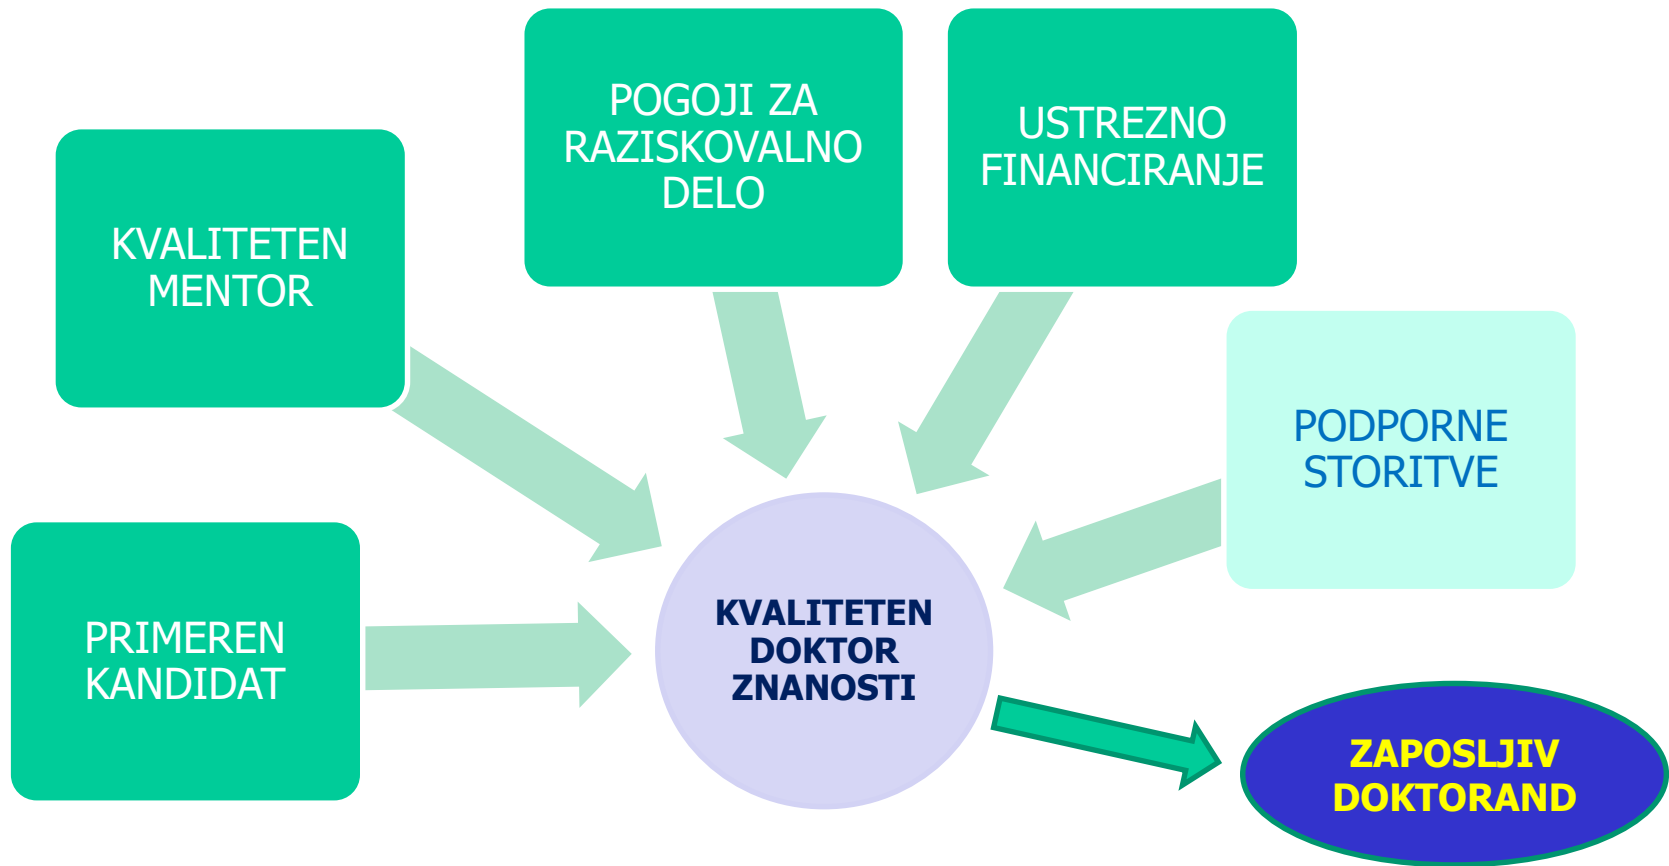 POGOJI ZA
RAZISKOVALNO
DELO
USTREZNO
FINANCIRANJE
KVALITETEN
MENTOR
PODPORNE
STORITVE
PRIMEREN
KANDIDAT
KVALITETEN
DOKTOR
ZNANOSTI
ZAPOSLJIV
DOKTORAND